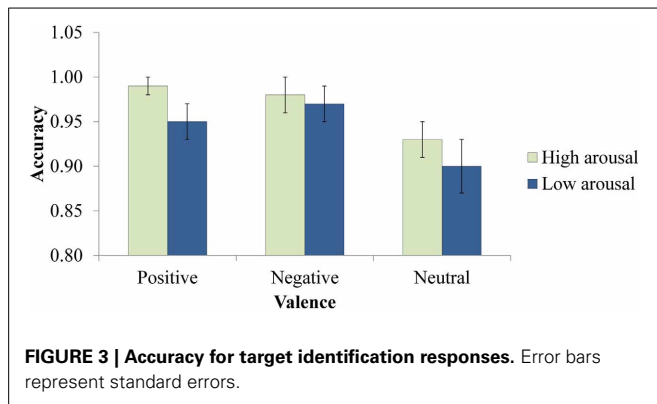 1.05
1.00
0.95
0.90
0.85
0.80
Accuracy
High arousal
Low arousal
Positive Negative Neutral
Valence
FIGURE 3 | Accuracy for target identification responses. Error bars
represent standard errors.